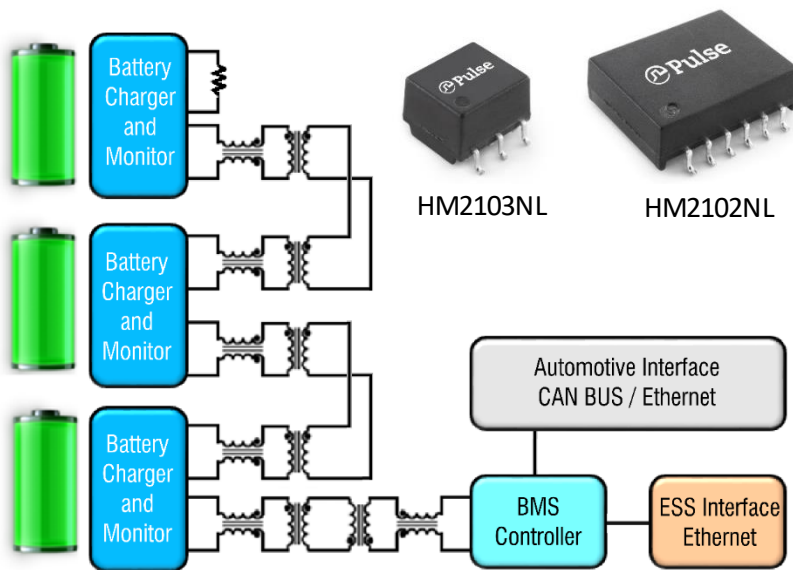 Battery
Charger
and
Monitor
Pulse
Pulse
HM2103NL
HM2102NL
Battery
Charger
and
Monitor
Automotive Interface
CAN BUS / Ethernet
Battery
Charger
and
Monitor
BMS
Controller
ESS Interface
Ethernet